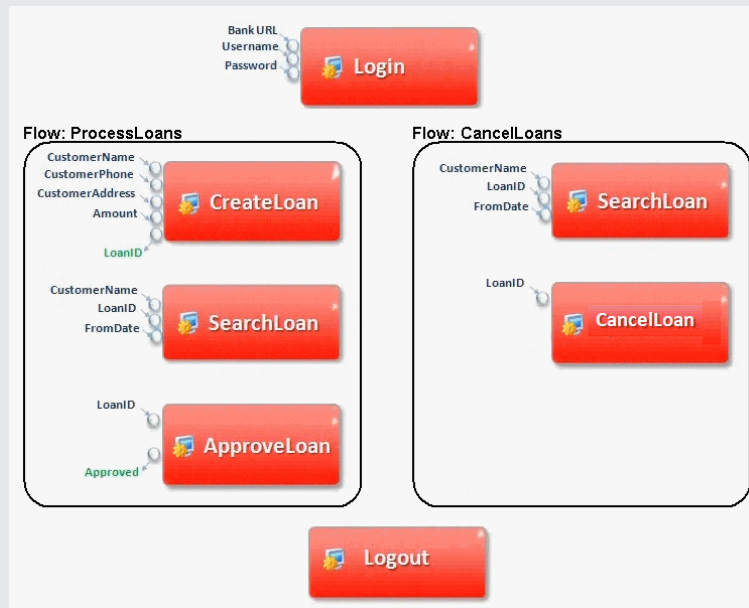 Bank URL
Username
Password
Login
Flow: ProcessLoans
CustomerName
CustomerPhone
CustomerAddress
Amount
LoanID
CreateLoan
CustomerName
LoanID
FromDate
SearchLoan
LoanID
Approved
ApproveLoan
Flow: CancelLoans
CustomerName
LoanID
FromDate
SearchLoan
LoanID
CancelLoan
Logout